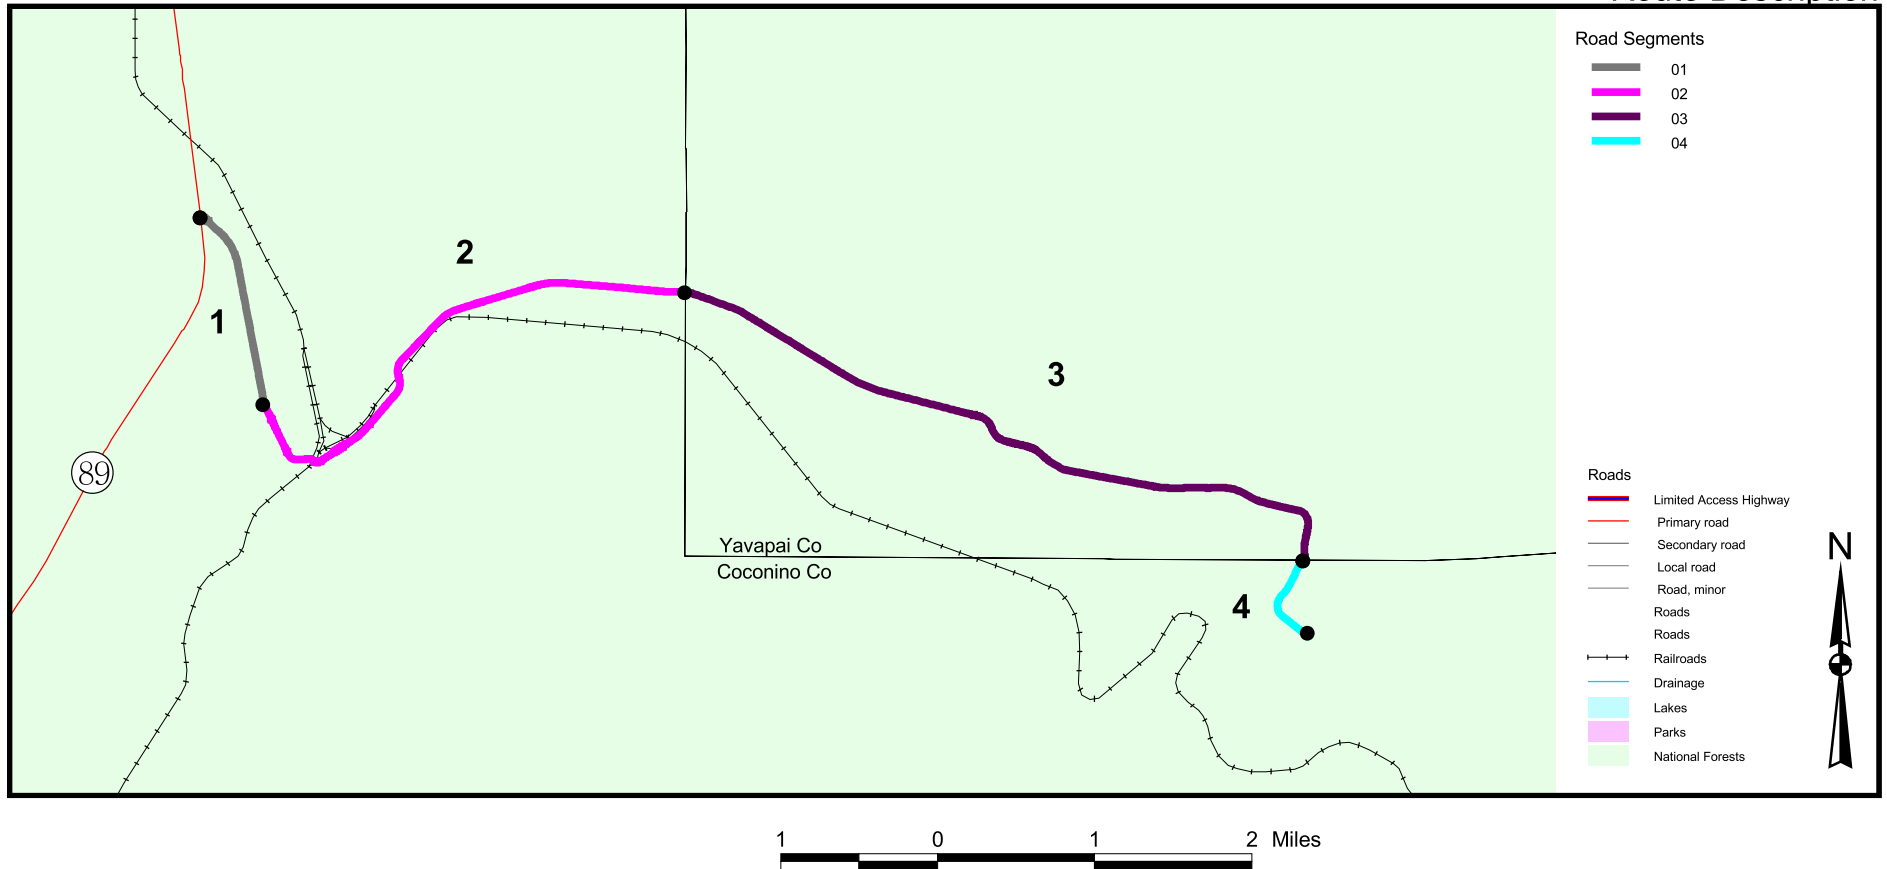 Route Description
Road Segments
01
02
03
04
2
1
3
89
Yavapai Co
Coconino Co
4
Roads
Limited Access Highway
Primary road
Secondary road
Local road
Road, minor
Roads
Roads
Railroads
Drainage
Lakes
Parks
National Forests
N
1 0 1 2 Miles